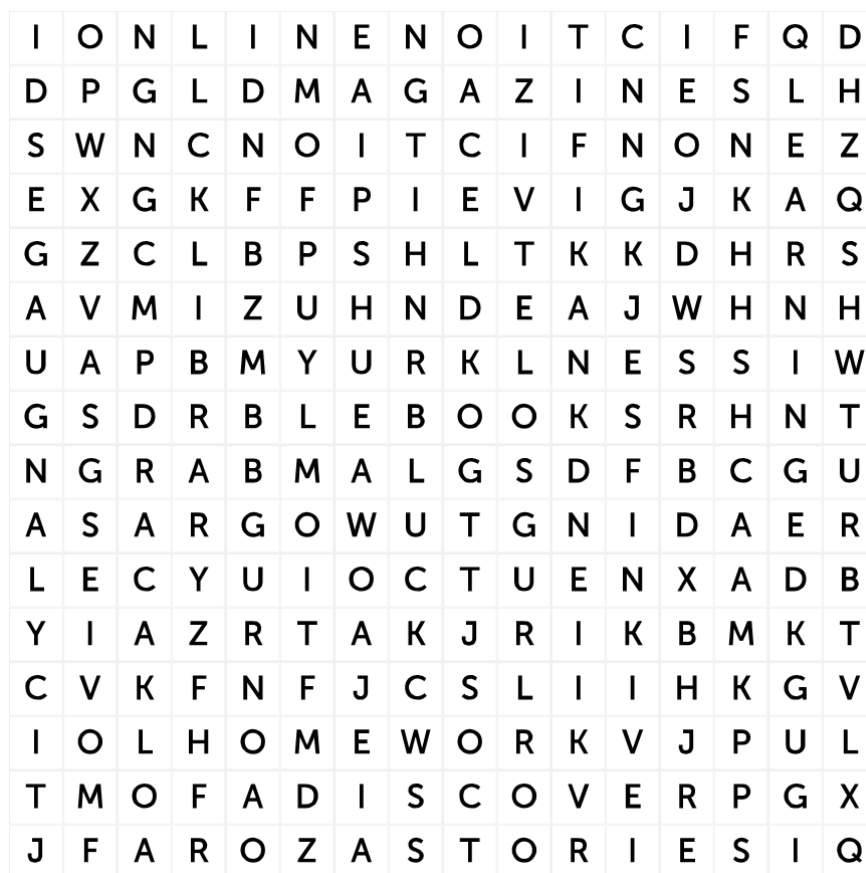 I O N L I N E N O I T C I F Q D
D P G L D M A G A Z I N E S L H
S W N C N O I T C I F N O N E Z
E X G K F F P I E V I G J K A Q
G Z C L B P S H L T K K D H R S
A V M I Z U H N D E A J W H N H
U A P B M Y U R K L N E S S I W
G S D R B L E B O O K S R H N T
N G R A B M A L G S D F B C G U
A S A R G O W U T G N I D A E R
L E C Y U I O C T U E N X A D B
Y I A Z R T A K J R I K B M K T
C V K F N F J C S L I I H K G V
I O L H O M E W O R K V J P U L
T M O F A D I S C O V E R P G X
J F A R O Z A S T O R I E S I Q